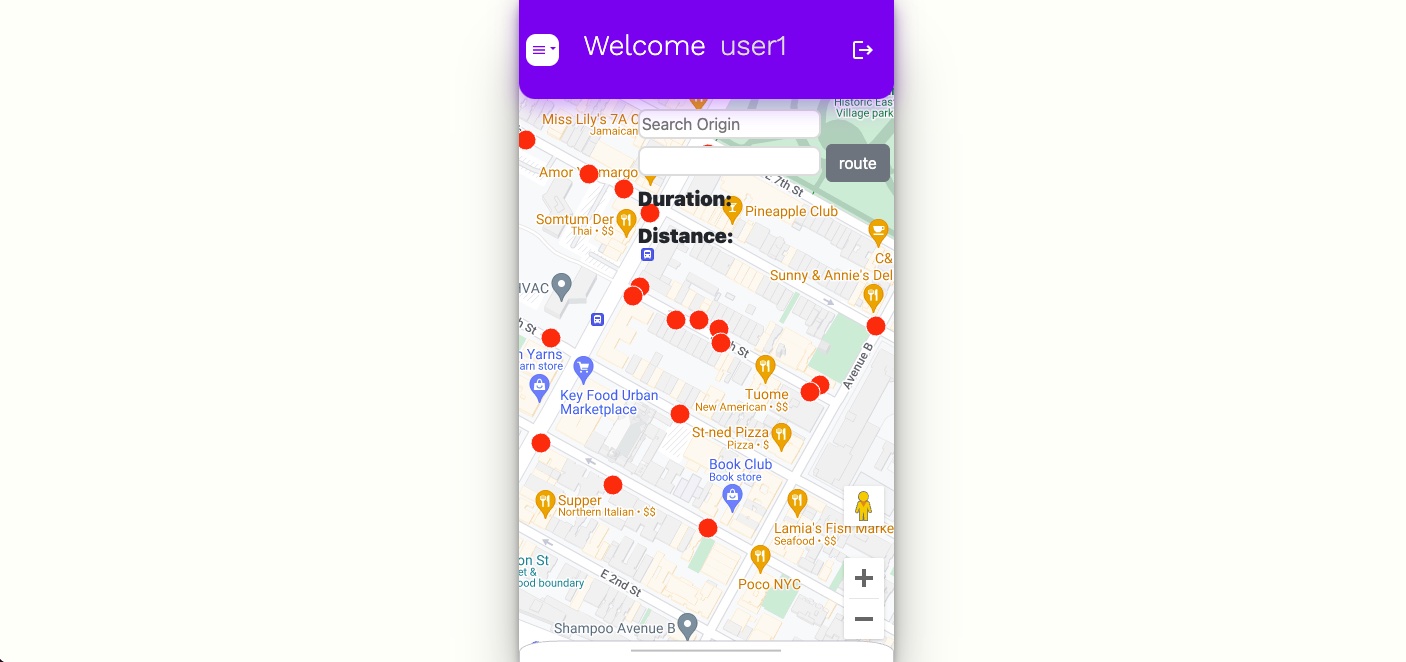 Welcome user1
Historic East
Village park
Miss Lily's 7A C
Jamaican
Search Origin
route
Amor y margo
E 7th St
Duration:
Pineapple Club
Somtum Der
Thai • $$
Distance:
C&
Sunny & Annie's Del
HVAC
h St
h St
n Yarns
arn store
Avenue B
Key Food Urban
Marketplace
Tuome
New American • $$
St-ned Pizza
Pizza • $
Book Club
Book store
Supper
Northern Italian • $$
Lamia's Fish Marke
Seafood • $$
on St
et &
ood boundary
E 2nd St
Poco NYC
Shampoo Avenue B